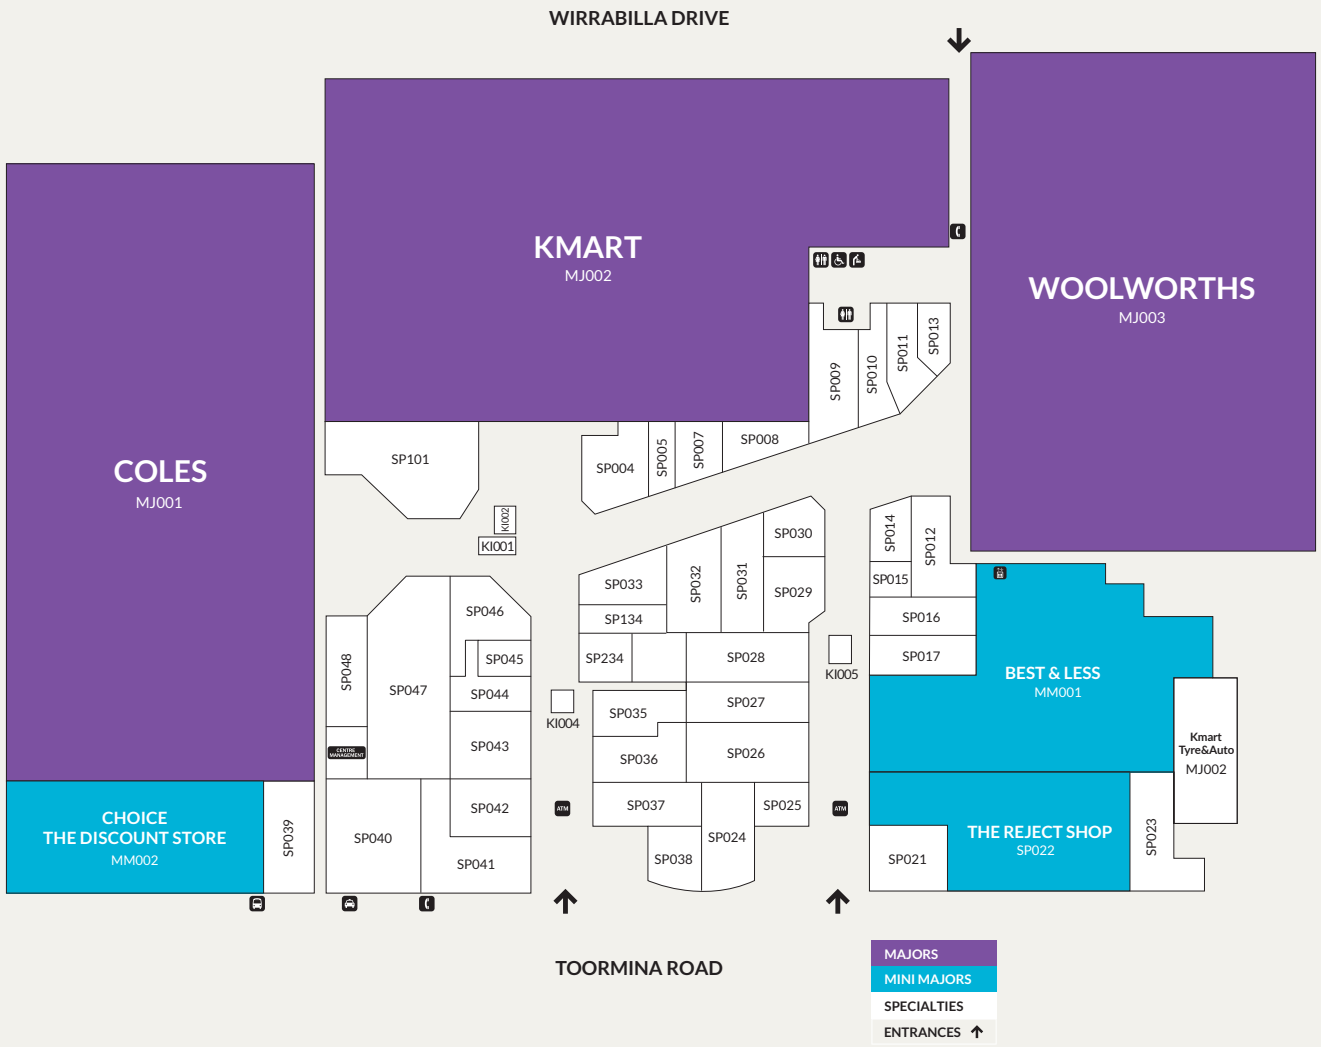 WIRRABILLA DRIVE
KMART
MJ002
WOOLWORTHS
MJ003
COLES
MJ001
SP013
SP011
SP010
SP009
SP008
SP007
SP005
SP004
SP101
KI002
KI001
SP014
SP012
SP015
SP016
SP017
SP030
SP029
SP031
SP032
SP033
SP134
SP234
SP028
SP027
SP026
SP035
SP036
SP037
SP025
SP024
SP038
KI005
KI004
SP046
SP045
SP044
SP043
SP042
SP041
SP047
SP048
CENTRE
MANAGEMENT
SP040
SP039
CHOICE
THE DISCOUNT STORE
MM002
BEST & LESS
MM001
Kmart
Tyre&Auto
MJ002
THE REJECT SHOP
SP022
SP023
SP021
ATM
ATM
TOORMINA ROAD
MAJORS
MINI MAJORS
SPECIALTIES
ENTRANCES